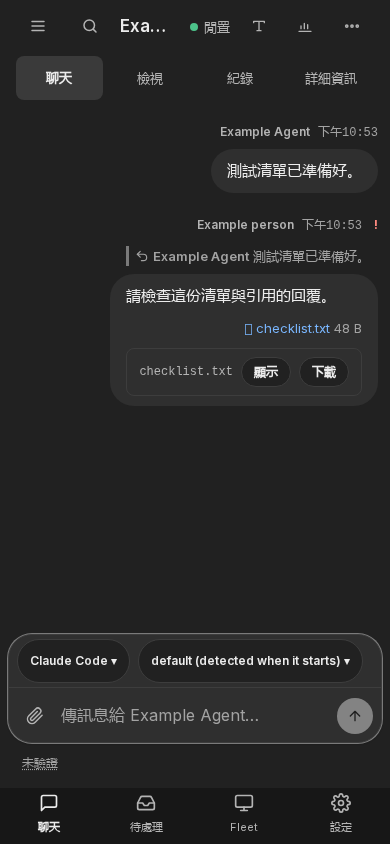 Exa... 閒置
聊天 檢視 紀錄 詳細資訊
Example Agent 下午10:53
測試清單已準備好。
Example person 下午10:53 !
Example Agent 測試清單已準備好。
請檢查這份清單與引用的回覆。
checklist.txt 48 B
checklist.txt 顯示 下載
Claude Code ▾ default (detected when it starts) ▾
傳訊息給 Example Agent…
未驗證
聊天 待處理 Fleet 設定